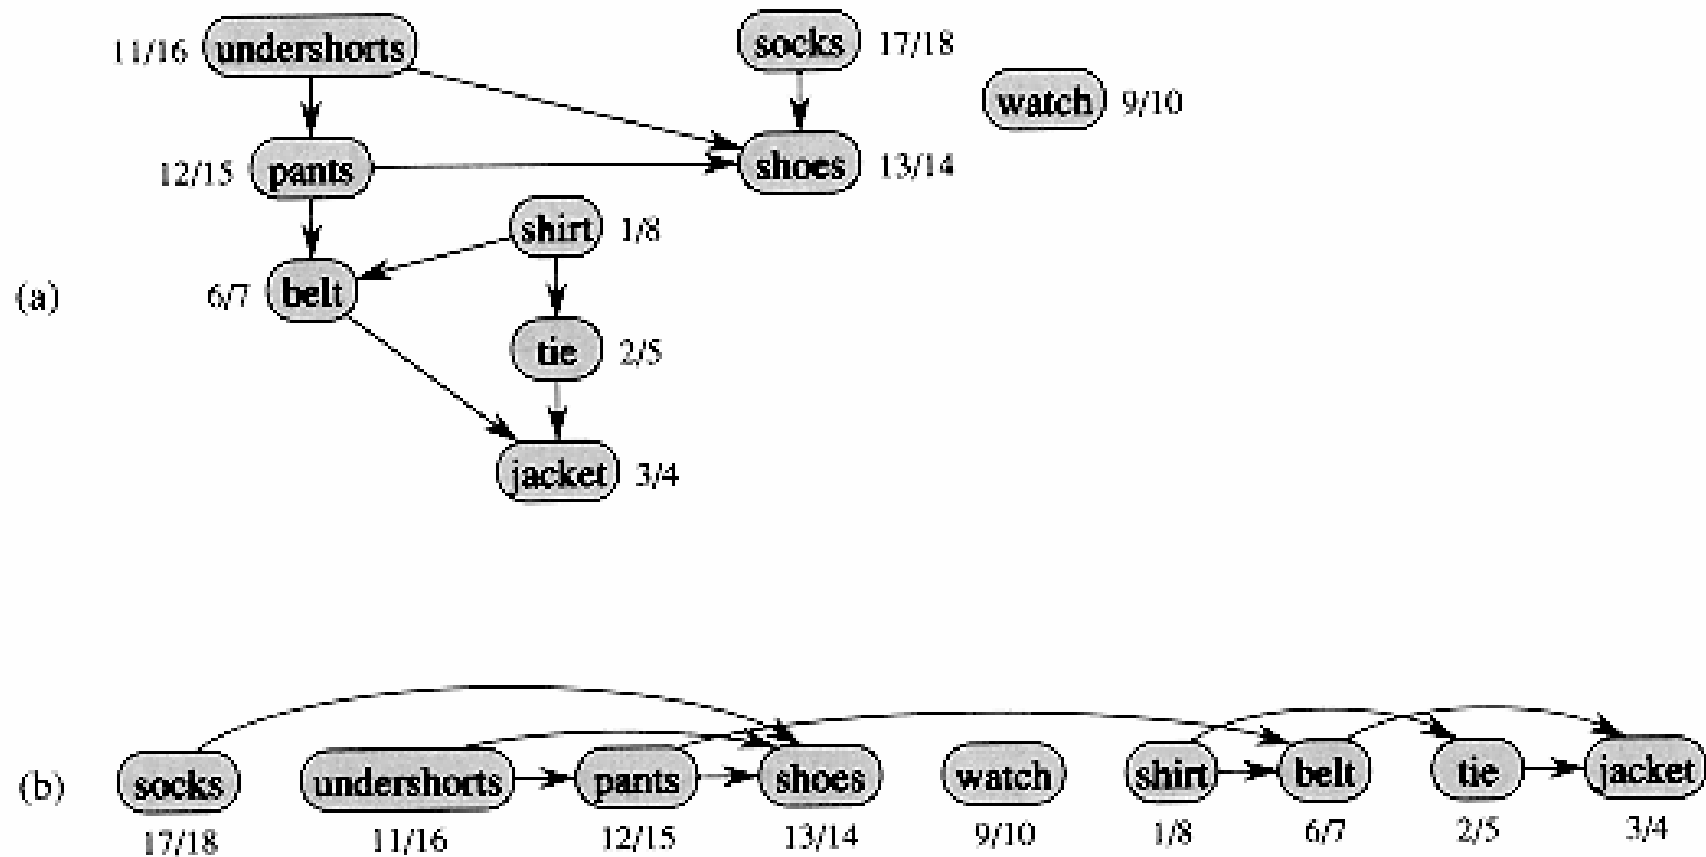 11/16 undershorts socks 17/18
watch 9/10
12/15 pants shoes 13/14
shirt 1/8
(a) 6/7 belt
tie 2/5
jacket 3/4
(b) socks undershorts pants shoes watch shirt belt tie jacket
17/18 11/16 12/15 13/14 9/10 1/8 6/7 2/5 3/4